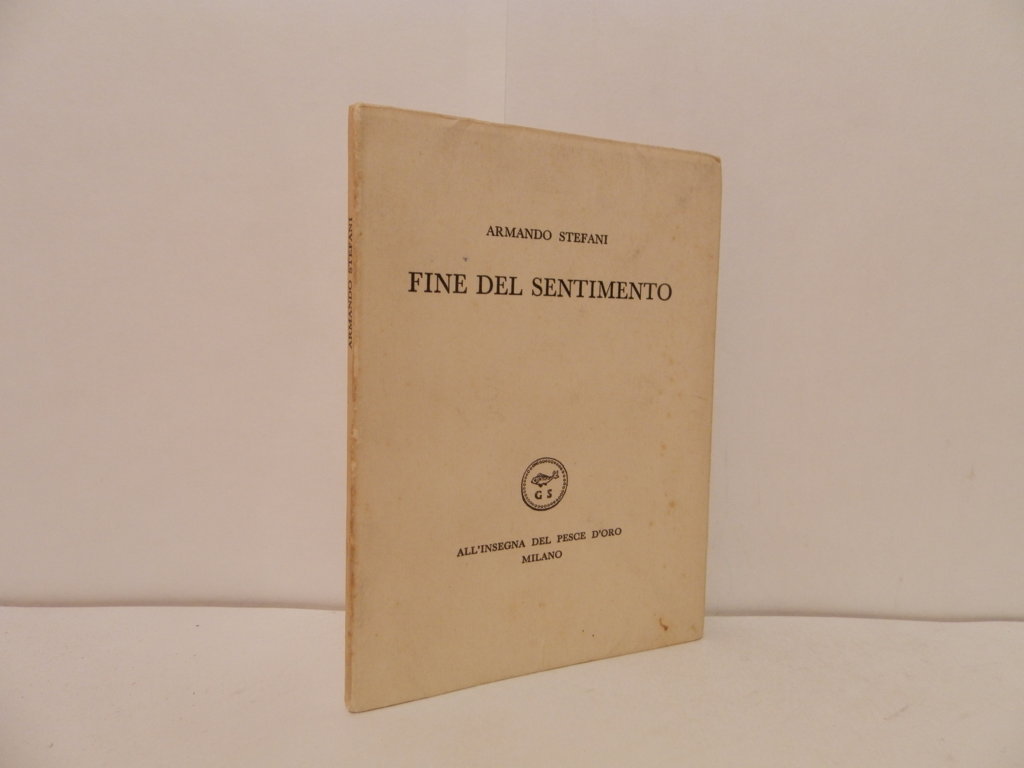 ARMANDO STEFANI
ARMANDO STEFANI
FINE DEL SENTIMENTO
G S
ALL'INSEGNA DEL PESCE D'ORO
MILANO